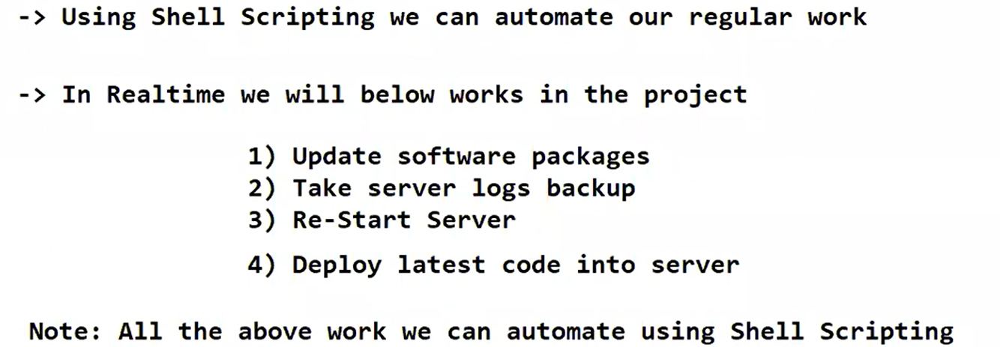 -> Using Shell Scripting we can automate our regular work
-> In Realtime we will below works in the project
1) Update software packages
2) Take server logs backup
3) Re-Start Server
4) Deploy latest code into server
Note: All the above work we can automate using Shell Scripting